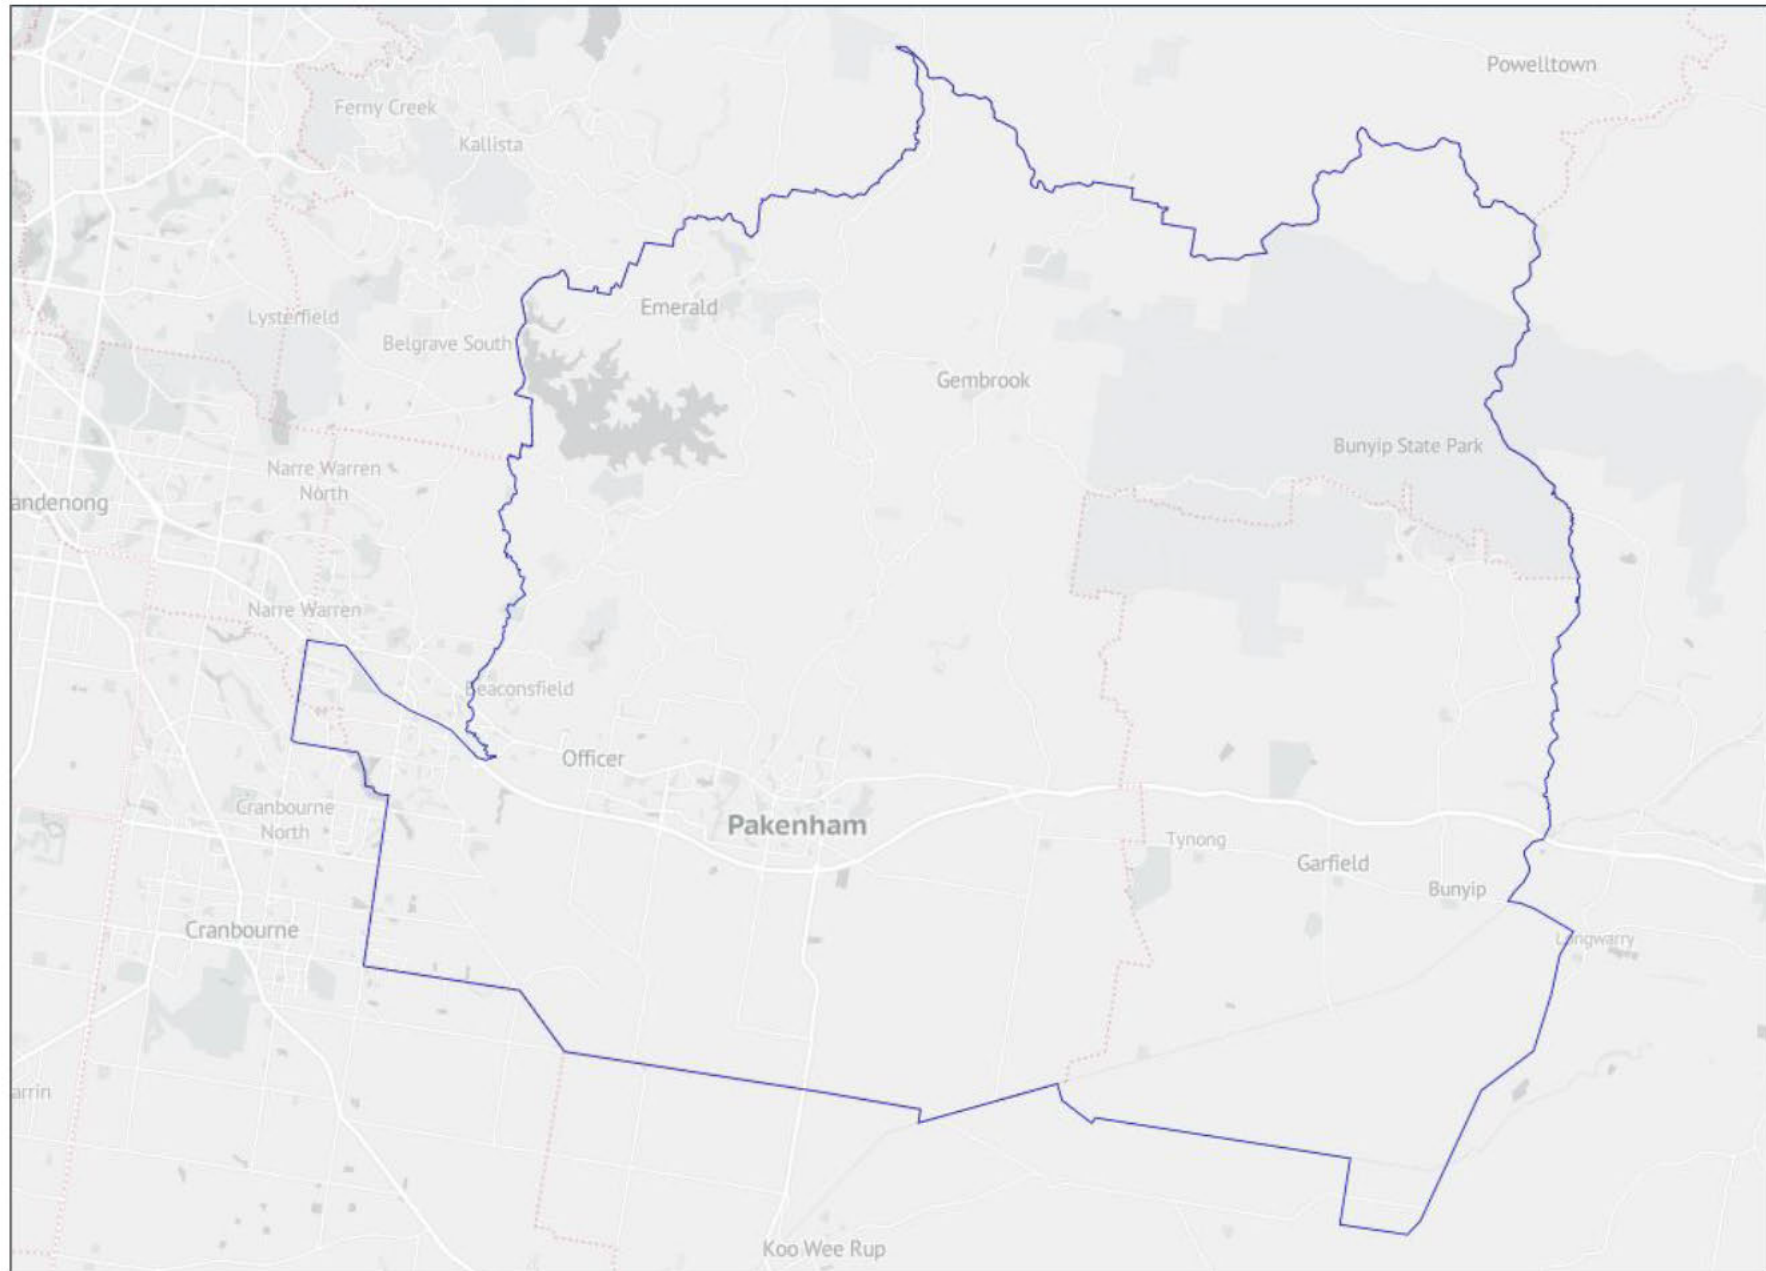 Powelltown
Ferny Creek
Kallista
Emerald
Lysterfield
Belgrave South
Gembrook
Bunyip State Park
Narre Warren
North
andenong
Narre Warren
Beaconsfield
Officer
Cranbourne
North
Pakenham
Tynong
Garfield
Bunyip
Cranbourne
Longwarry
arrin
Koo Wee Rup